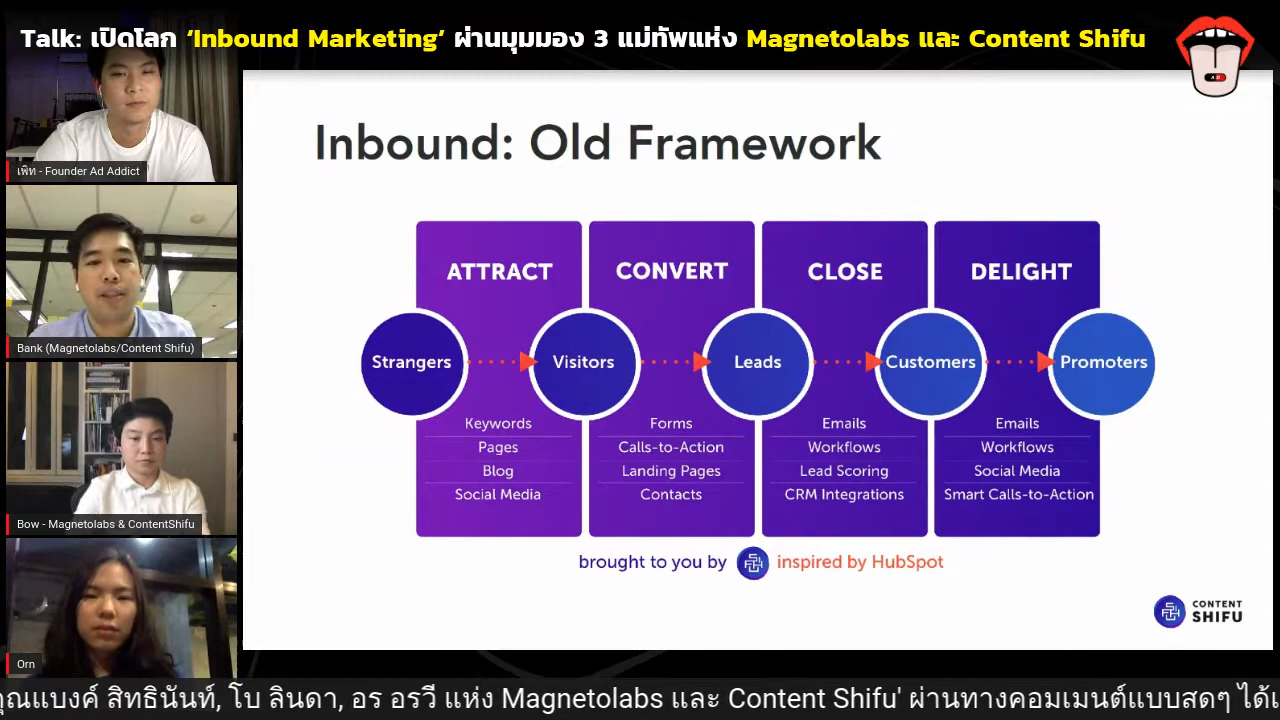 Talk: เปิดโลก ‘Inbound Marketing’ ผ่านมุมมอง 3 แม่ทัพแห่ง Magnetolabs และ Content Shifu
เพิท - Founder Ad Addict
Bank (Magnetolabs/Content Shifu)
Bow - Magnetolabs & ContentShifu
Orn
Inbound: Old Framework
ATTRACT CONVERT CLOSE DELIGHT
Strangers Visitors Leads Customers Promoters
Keywords Forms Emails Emails
Pages Calls-to-Action Workflows Workflows
Blog Landing Pages Lead Scoring Social Media
Social Media Contacts CRM Integrations Smart Calls-to-Action
brought to you by inspired by HubSpot
CONTENT
SHIFU
คุณแบงค์ สิทธินันท์, โบ ลินดา, อร อรวี แห่ง Magnetolabs และ Content Shifu' ผ่านทางคอมเมนต์แบบสดๆ ได้